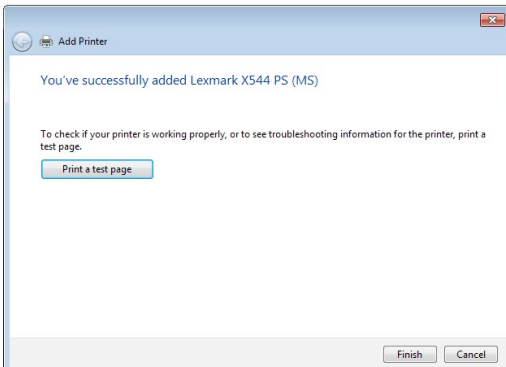 Add Printer
You've successfully added Lexmark X544 PS (MS)
To check if your printer is working properly, or to see troubleshooting information for the printer, print a
test page.
Print a test page
Finish
Cancel